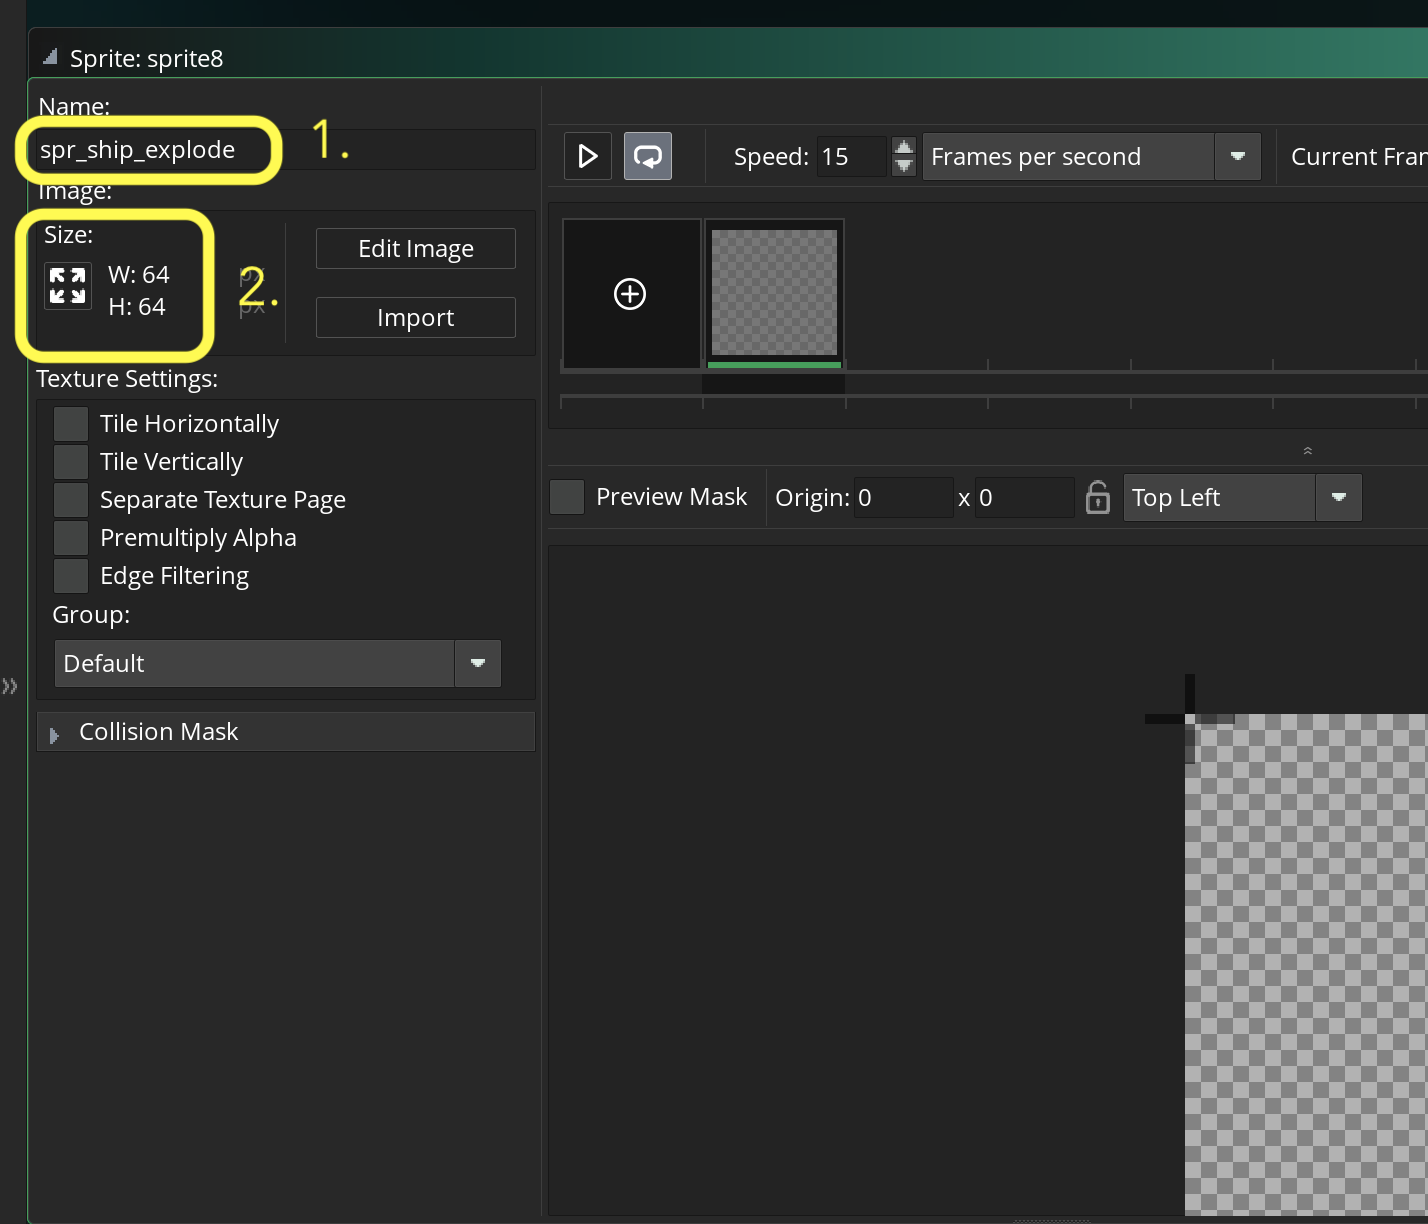 Sprite: sprite8
Name:
spr_ship_explode
1.
Image:
Size:
W: 64 px
H: 64 px
2.
Edit Image
Import
Texture Settings:
Tile Horizontally
Tile Vertically
Separate Texture Page
Premultiply Alpha
Edge Filtering
Group:
Default
Collision Mask
Speed: 15 Frames per second Current Fram
Preview Mask Origin: 0 x 0 Top Left